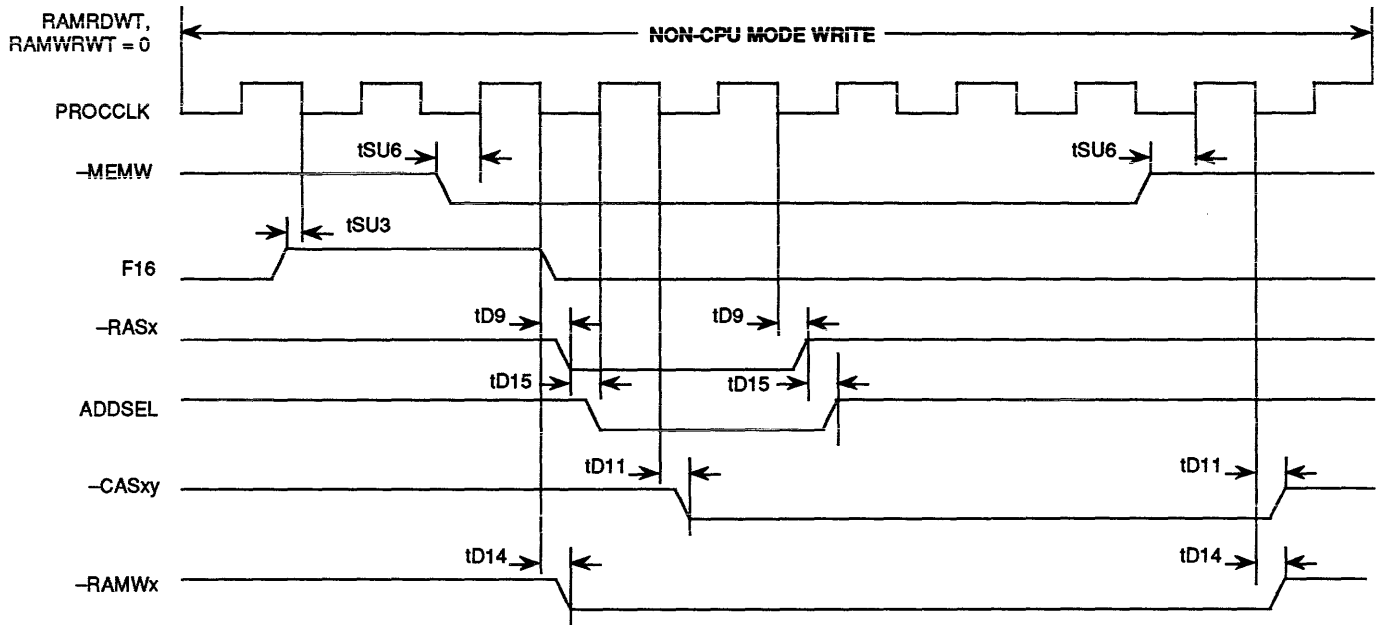 RAMRDWT,
RAMWRWT = 0
NON-CPU MODE WRITE
PROCCLK
tSU6
tSU6
–MEMW
tSU3
F16
tD9
tD9
–RASx
tD15
tD15
ADDSEL
tD11
tD11
–CASxy
tD14
tD14
–RAMWx